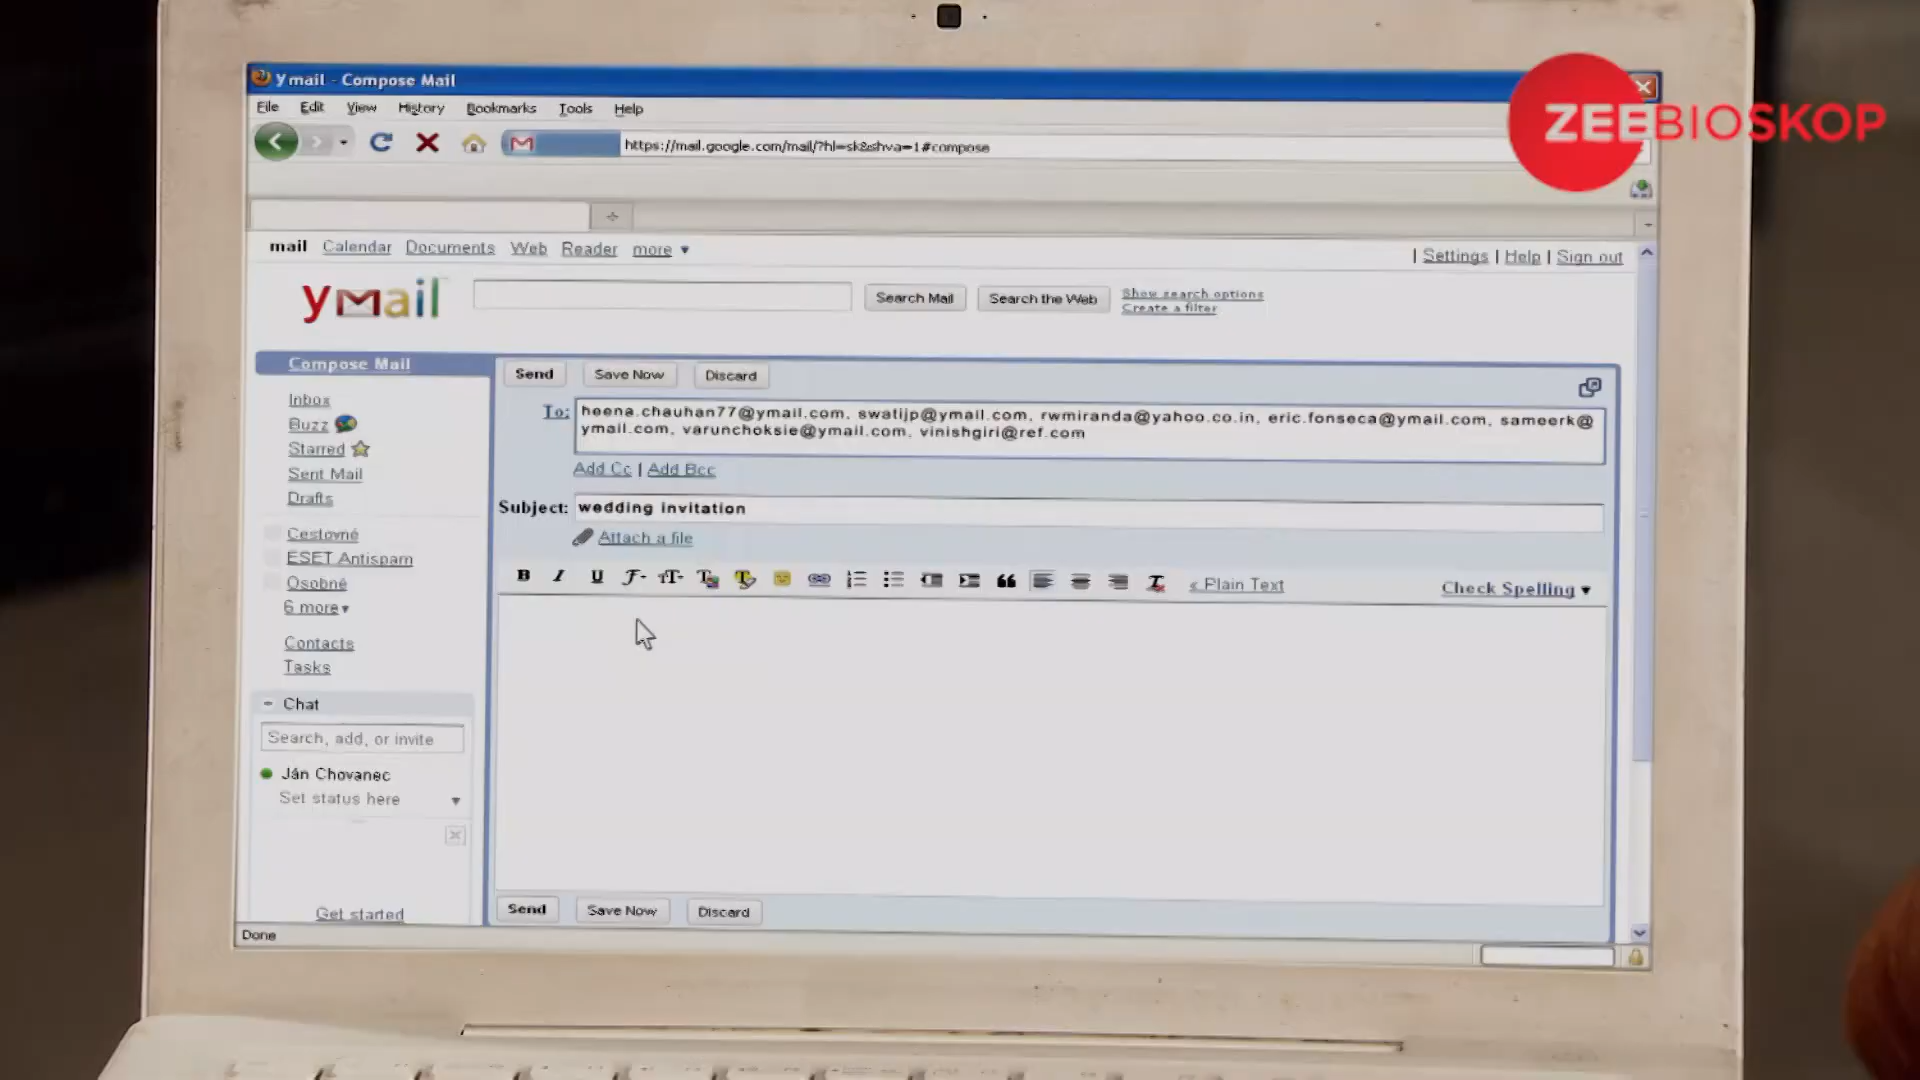 ZEEBIOSKOP
ymail - Compose Mail
File Edit View History Bookmarks Tools Help
https://mail.google.com/mail/?hl=sk&shva=1#compose
mail Calendar Documents Web Reader more
| Settings | Help | Sign out
ymail
Search Mail Search the Web Show search options
Create a filter
Compose Mail
Send Save Now Discard
Inbox
Buzz
Starred
Sent Mail
Drafts
Cestovné
ESET Antispam
Osobné
6 more
Contacts
Tasks
Chat
Search, add, or invite
Ján Chovanec
Set status here
Get started
To: heena.chauhan77@ymail.com, swatijp@ymail.com, rwmiranda@yahoo.co.in, eric.fonseca@ymail.com, sameerk@
ymail.com, varunchoksie@ymail.com, vinishgiri@ref.com
Add Cc | Add Bcc
Subject: wedding invitation
Attach a file
B I U « Plain Text Check Spelling
Send Save Now Discard
Done